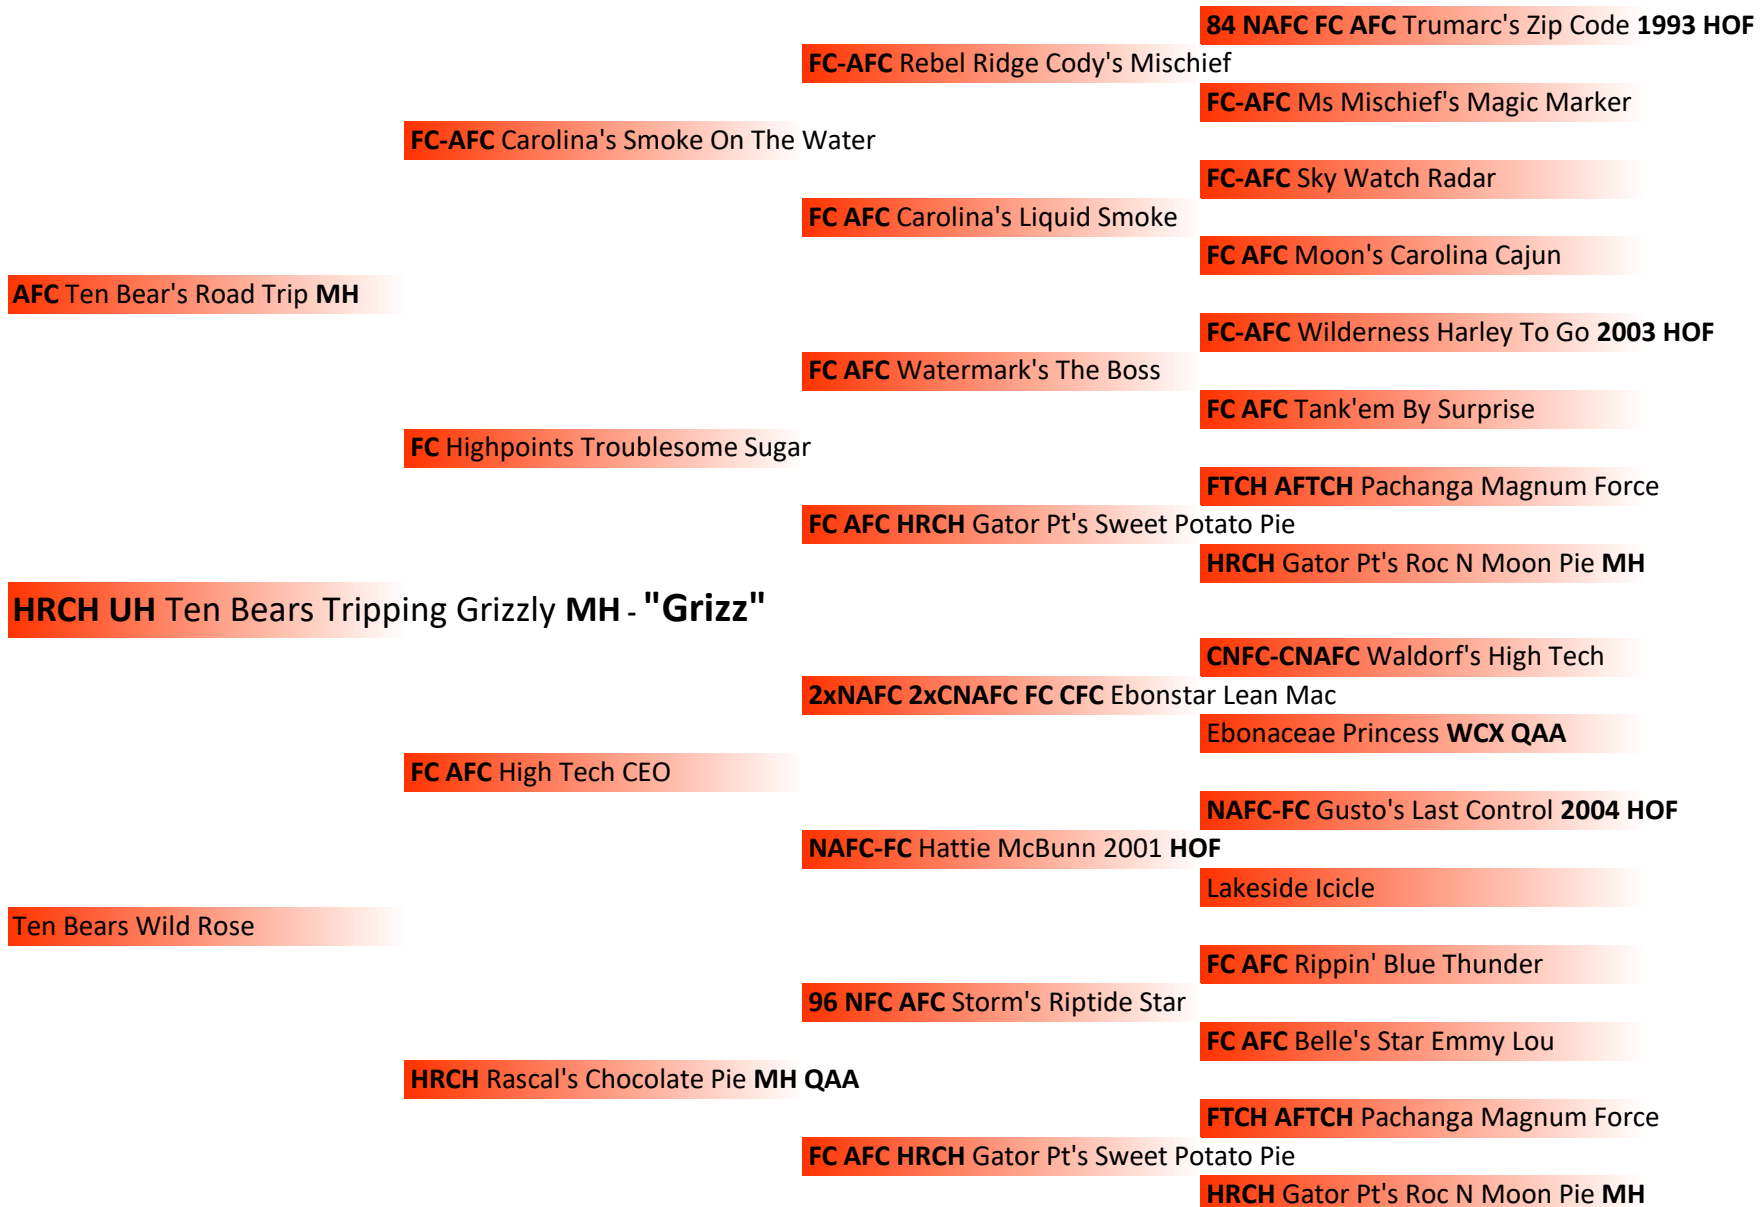 84 NAFC FC AFC Trumarc's Zip Code 1993 HOF
FC-AFC Rebel Ridge Cody's Mischief
FC-AFC Ms Mischief's Magic Marker
FC-AFC Carolina's Smoke On The Water
FC-AFC Sky Watch Radar
FC AFC Carolina's Liquid Smoke
FC AFC Moon's Carolina Cajun
AFC Ten Bear's Road Trip MH
FC-AFC Wilderness Harley To Go 2003 HOF
FC AFC Watermark's The Boss
FC AFC Tank'em By Surprise
FC Highpoints Troublesome Sugar
FTCH AFTCH Pachanga Magnum Force
FC AFC HRCH Gator Pt's Sweet Potato Pie
HRCH Gator Pt's Roc N Moon Pie MH
HRCH UH Ten Bears Tripping Grizzly MH - "Grizz"
CNFC-CNAFC Waldorf's High Tech
2xNAFC 2xCNAFC FC CFC Ebonstar Lean Mac
Ebonaceae Princess WCX QAA
FC AFC High Tech CEO
NAFC-FC Gusto's Last Control 2004 HOF
NAFC-FC Hattie McBunn 2001 HOF
Lakeside Icicle
Ten Bears Wild Rose
FC AFC Rippin' Blue Thunder
96 NFC AFC Storm's Riptide Star
FC AFC Belle's Star Emmy Lou
HRCH Rascal's Chocolate Pie MH QAA
FTCH AFTCH Pachanga Magnum Force
FC AFC HRCH Gator Pt's Sweet Potato Pie
HRCH Gator Pt's Roc N Moon Pie MH